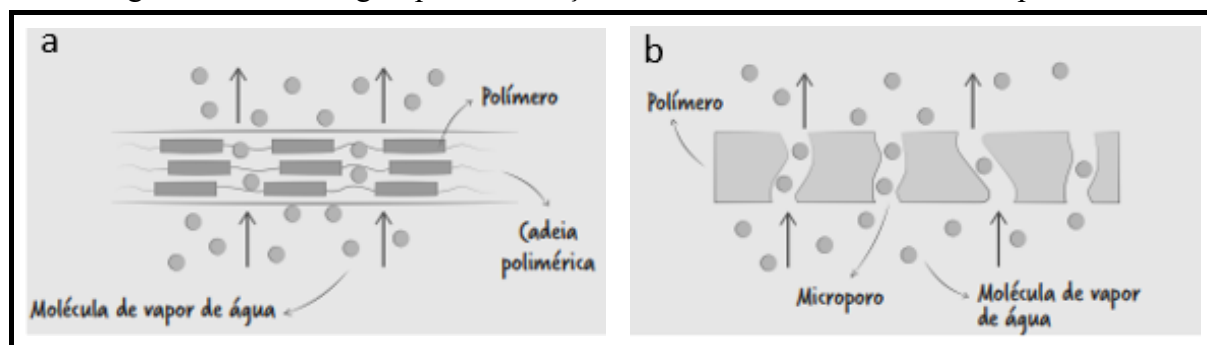 a
Polímero
Cadeia
polimérica
Molécula de vapor de água
b
Polímero
Microporo
Molécula de vapor
de água